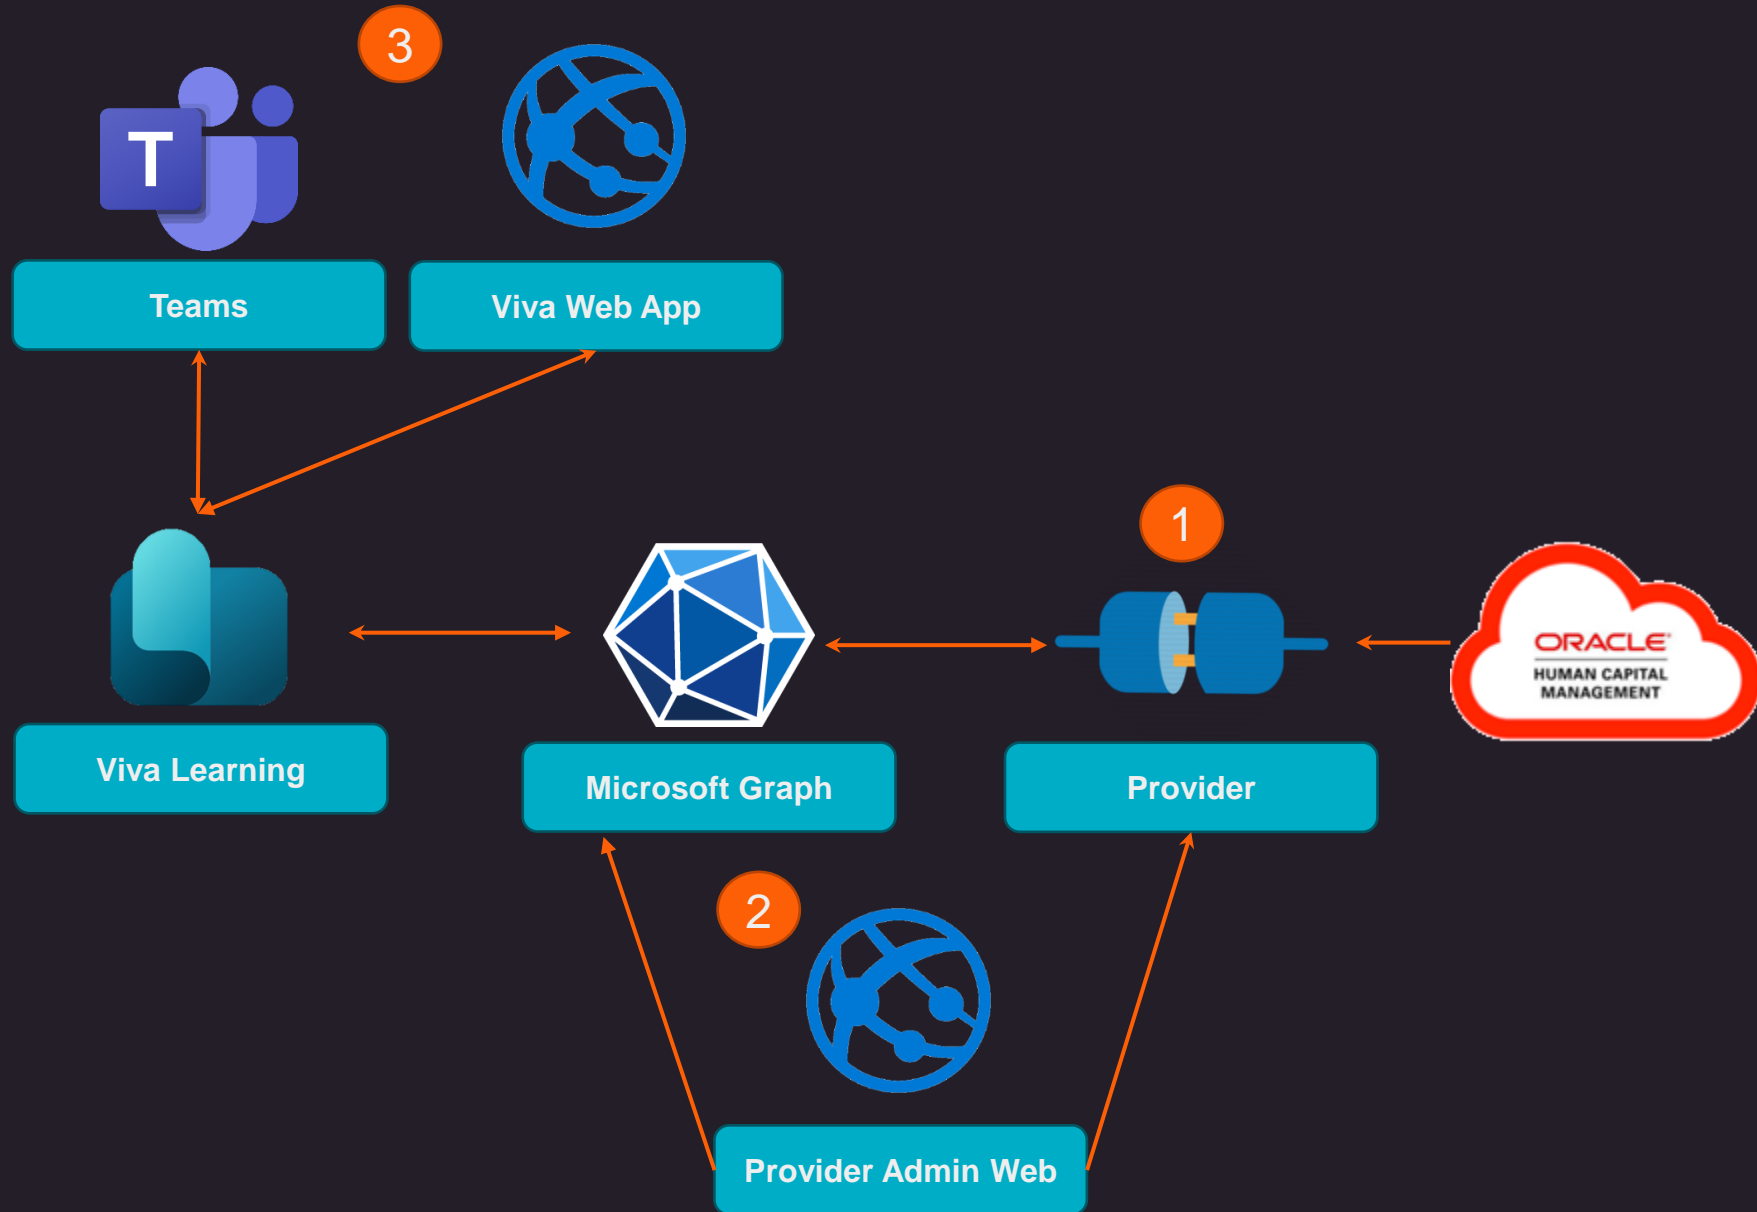 3
T
Teams
Viva Web App
1
ORACLE
HUMAN CAPITAL
MANAGEMENT
Viva Learning
Microsoft Graph
Provider
2
Provider Admin Web